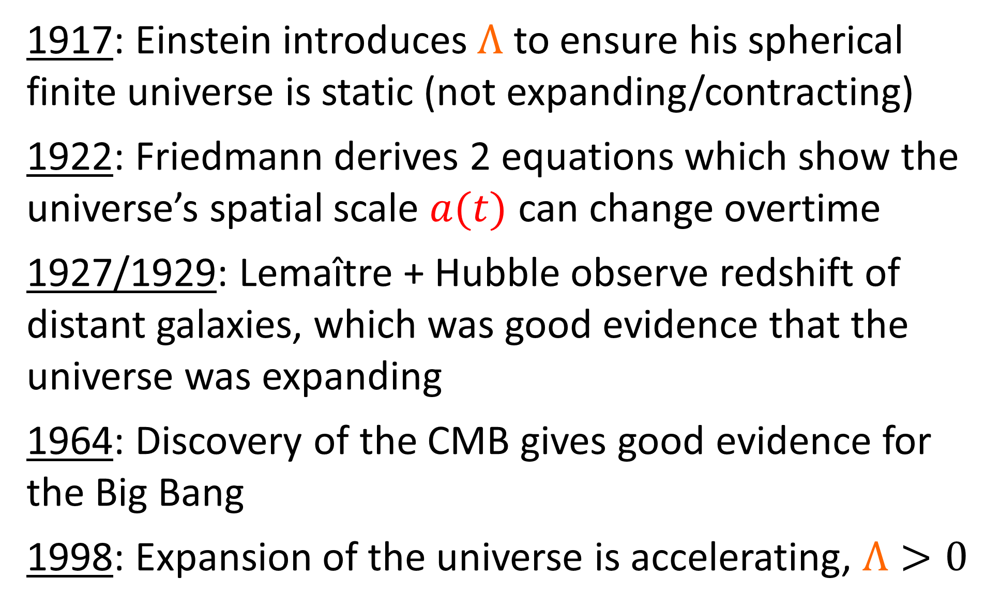 1917: Einstein introduces Λ to ensure his spherical
finite universe is static (not expanding/contracting)
1922: Friedmann derives 2 equations which show the
universe’s spatial scale a(t) can change overtime
1927/1929: Lemaître + Hubble observe redshift of
distant galaxies, which was good evidence that the
universe was expanding
1964: Discovery of the CMB gives good evidence for
the Big Bang
1998: Expansion of the universe is accelerating, Λ > 0